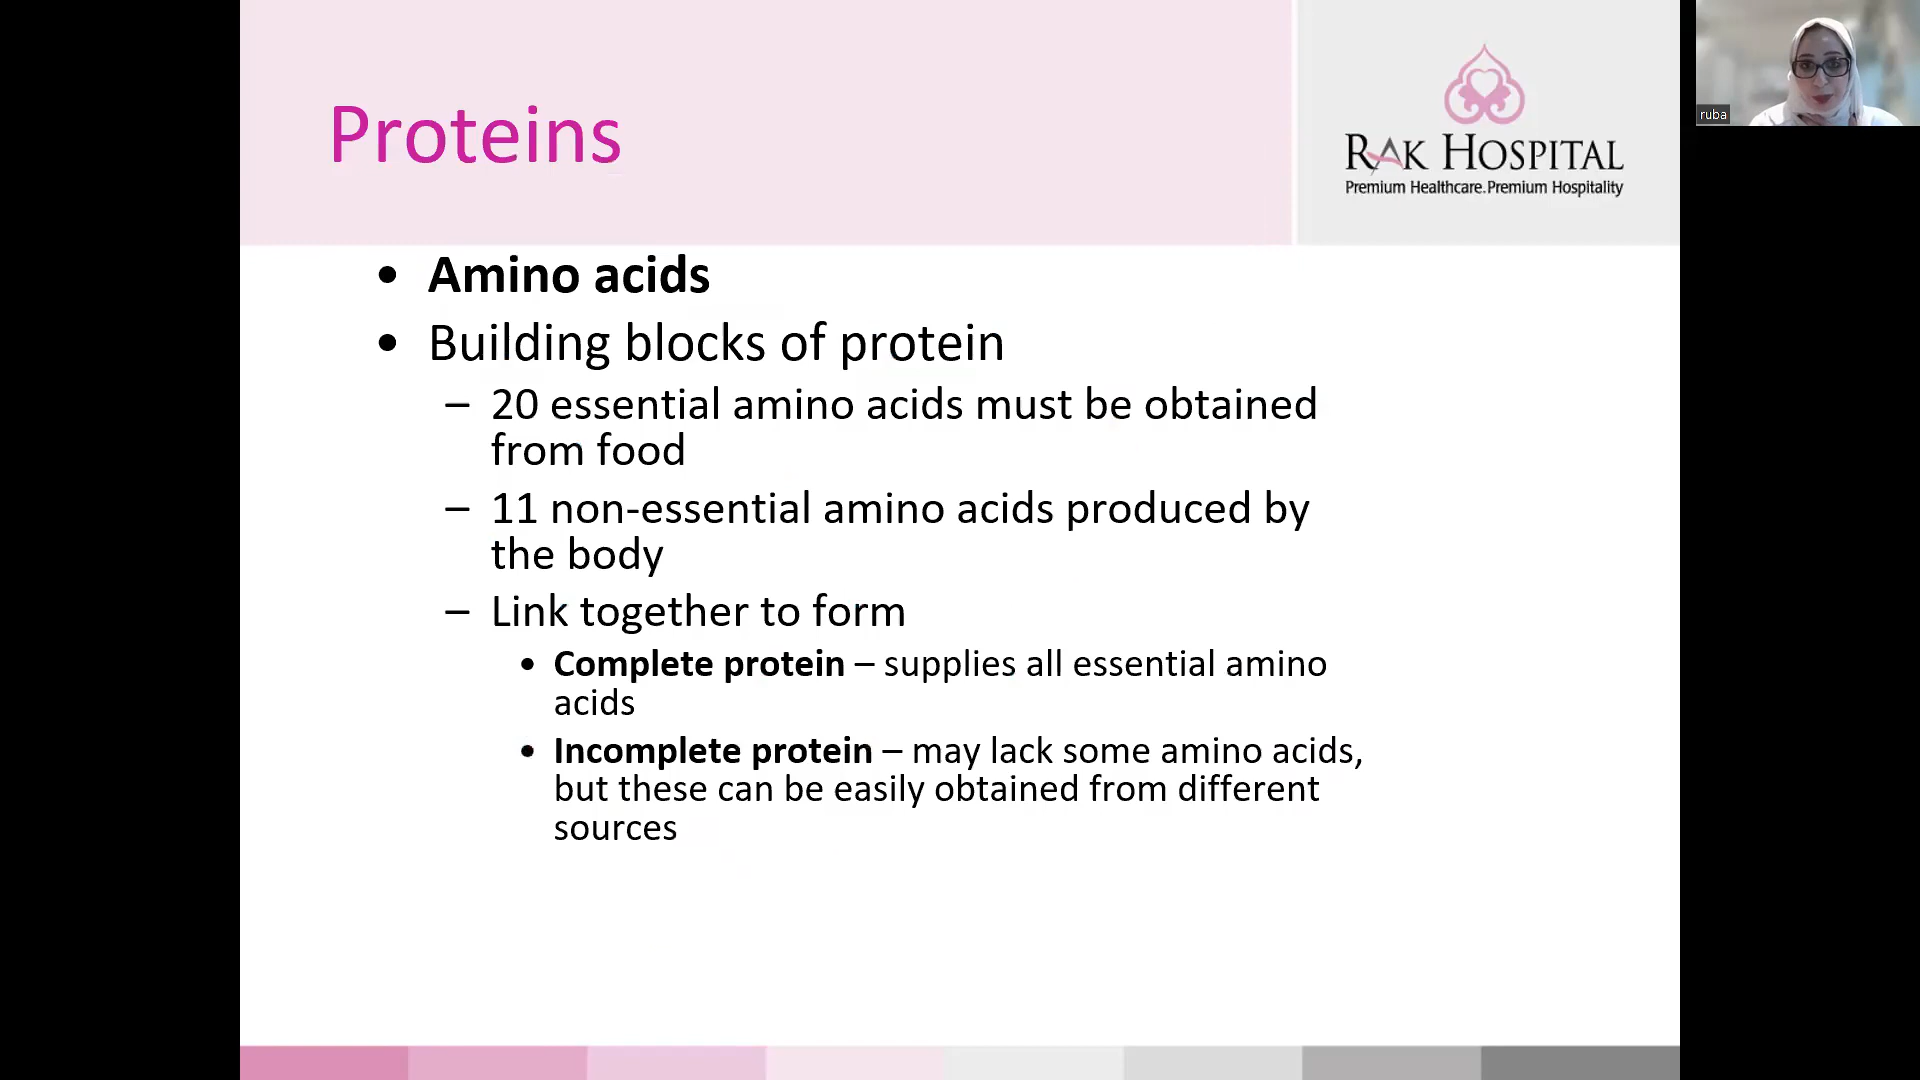 Proteins
RAK HOSPITAL
Premium Healthcare. Premium Hospitality
ruba
• Amino acids
• Building blocks of protein
– 20 essential amino acids must be obtained
from food
– 11 non-essential amino acids produced by
the body
– Link together to form
• Complete protein – supplies all essential amino
acids
• Incomplete protein – may lack some amino acids,
but these can be easily obtained from different
sources